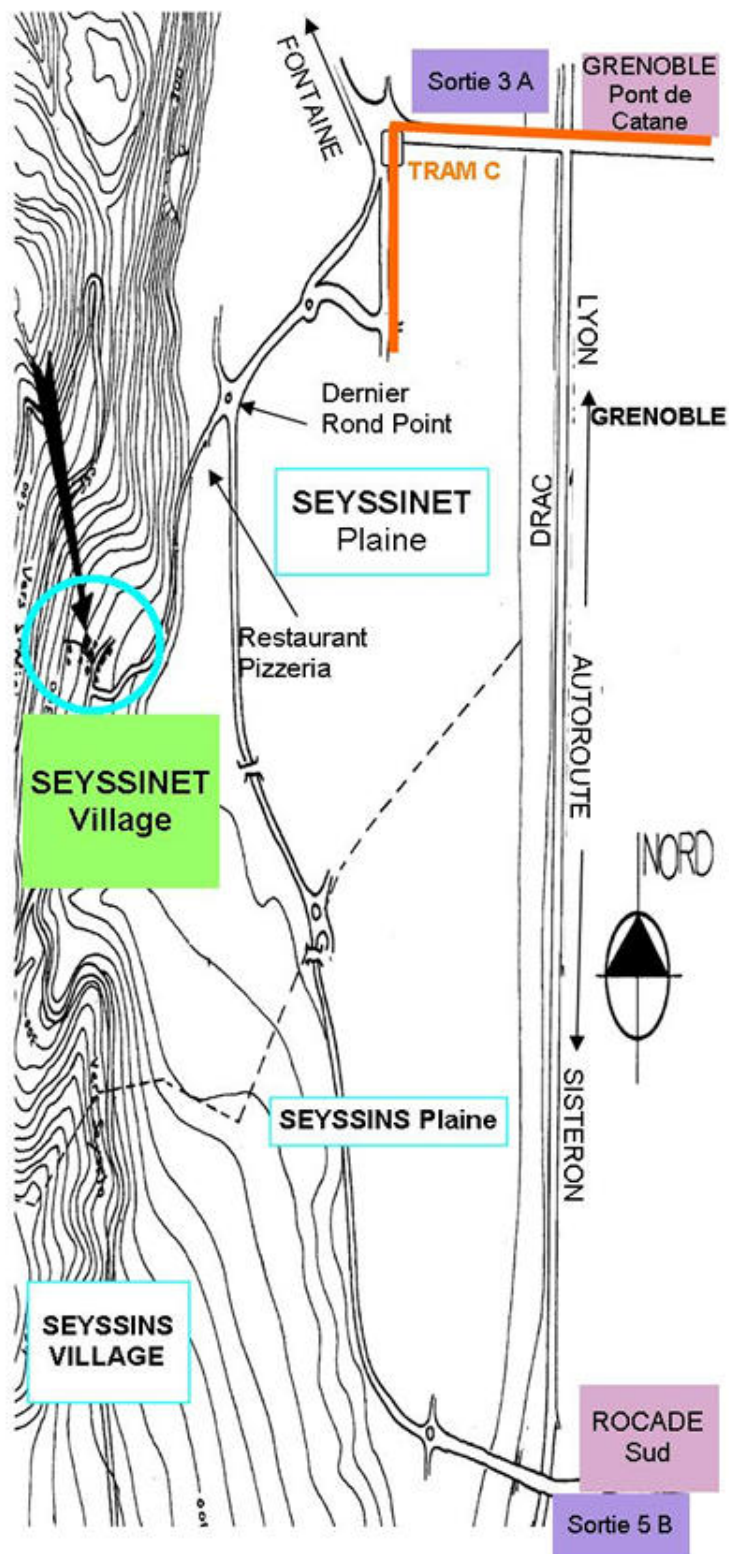 FONTAINE
Sortie 3 A
GRENOBLE
Pont de
Catane
TRAM C
LYON
GRENOBLE
Dernier
Rond Point
SEYSSINET
Plaine
DRAC
Restaurant
Pizzeria
AUTOROUTE
SEYSSINET
Village
NORD
SISTERON
SEYSSINS Plaine
SEYSSINS
VILLAGE
ROCADE
Sud
Sortie 5 B